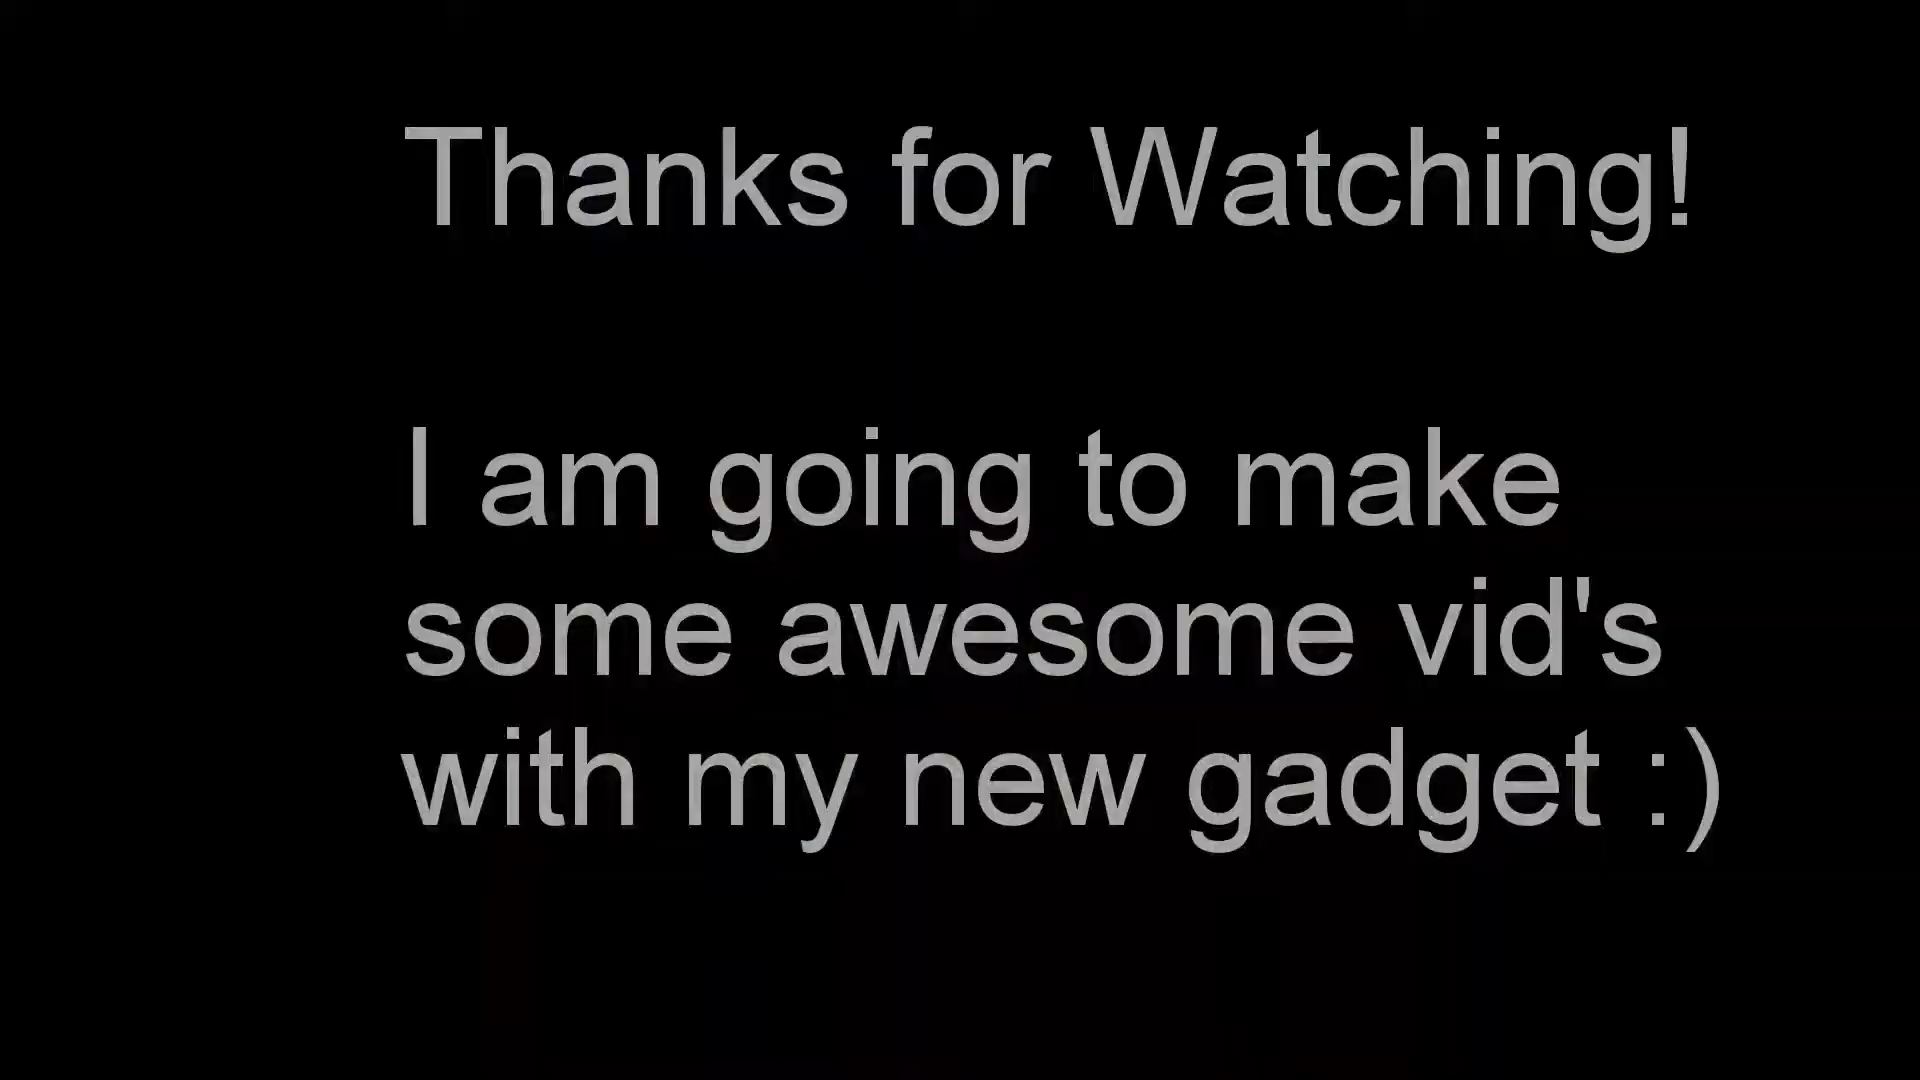 Thanks for Watching!
I am going to make
some awesome vid's
with my new gadget :)